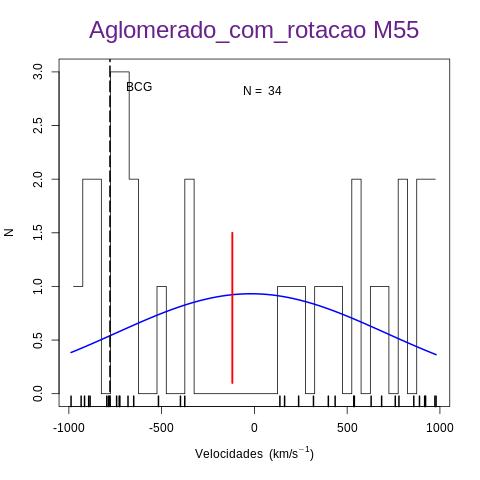 Aglomerado_com_rotacao M55
BCG
N = 34
N
3.0
2.5
2.0
1.5
1.0
0.5
0.0
-1000 -500 0 500 1000
Velocidades (km/s⁻¹)